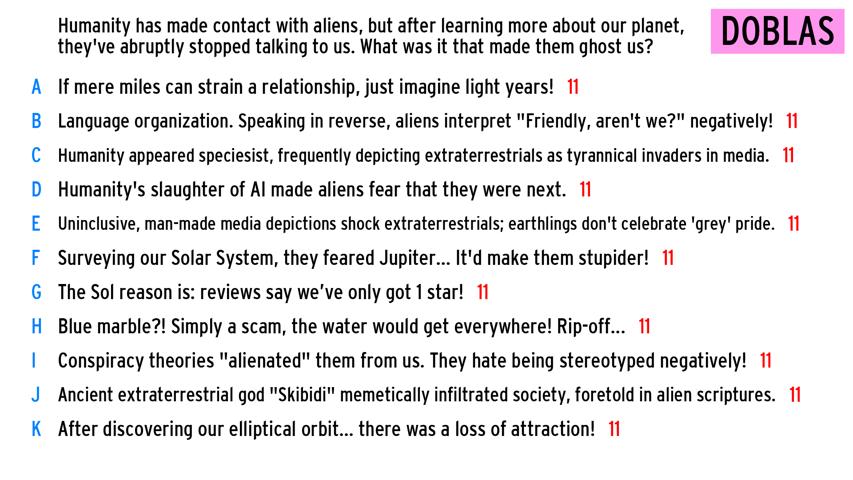 Humanity has made contact with aliens, but after learning more about our planet,
they've abruptly stopped talking to us. What was it that made them ghost us?
DOBLAS
A If mere miles can strain a relationship, just imagine light years! 11
B Language organization. Speaking in reverse, aliens interpret "Friendly, aren't we?" negatively! 11
C Humanity appeared speciesist, frequently depicting extraterrestrials as tyrannical invaders in media. 11
D Humanity's slaughter of Al made aliens fear that they were next. 11
E Uninclusive, man-made media depictions shock extraterrestrials; earthlings don't celebrate 'grey' pride. 11
F Surveying our Solar System, they feared Jupiter... It'd make them stupider! 11
G The Sol reason is: reviews say we’ve only got 1 star! 11
H Blue marble?! Simply a scam, the water would get everywhere! Rip-off... 11
I Conspiracy theories "alienated" them from us. They hate being stereotyped negatively! 11
J Ancient extraterrestrial god "Skibidi" memetically infiltrated society, foretold in alien scriptures. 11
K After discovering our elliptical orbit... there was a loss of attraction! 11